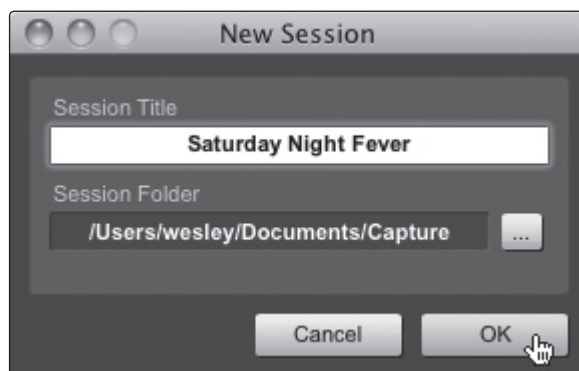 New Session
Session Title
Saturday Night Fever
Session Folder
/Users/wesley/Documents/Capture
...
Cancel
OK